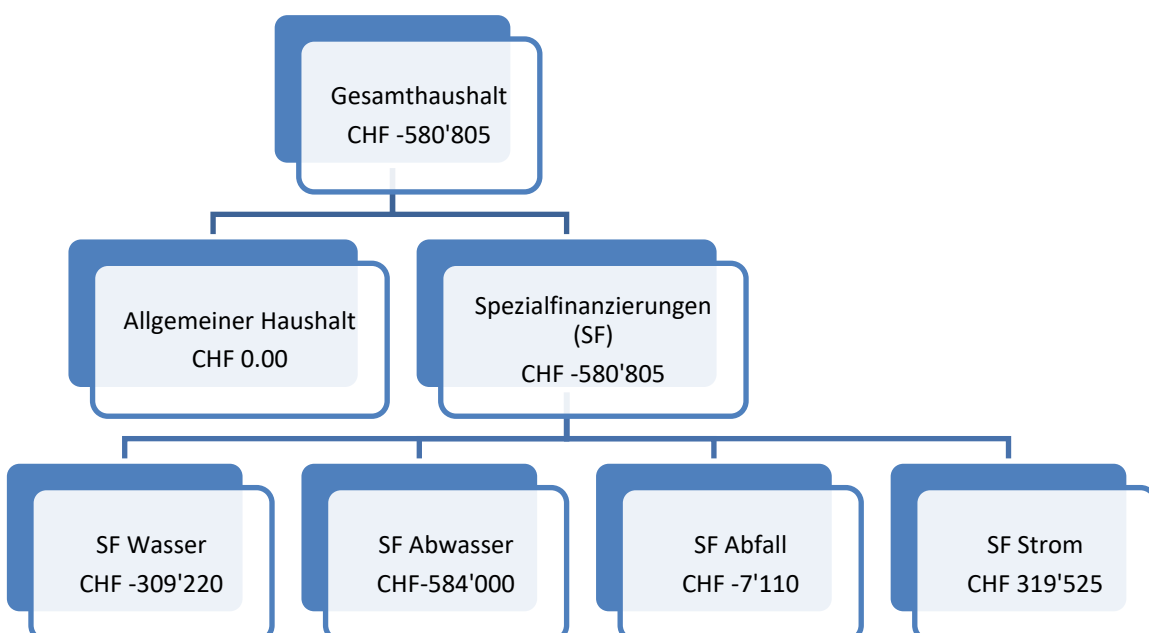 Gesamthaushalt
CHF -580'805
Allgemeiner Haushalt
CHF 0.00
Spezialfinanzierungen
(SF)
CHF -580'805
SF Wasser
CHF -309'220
SF Abwasser
CHF-584'000
SF Abfall
CHF -7'110
SF Strom
CHF 319'525